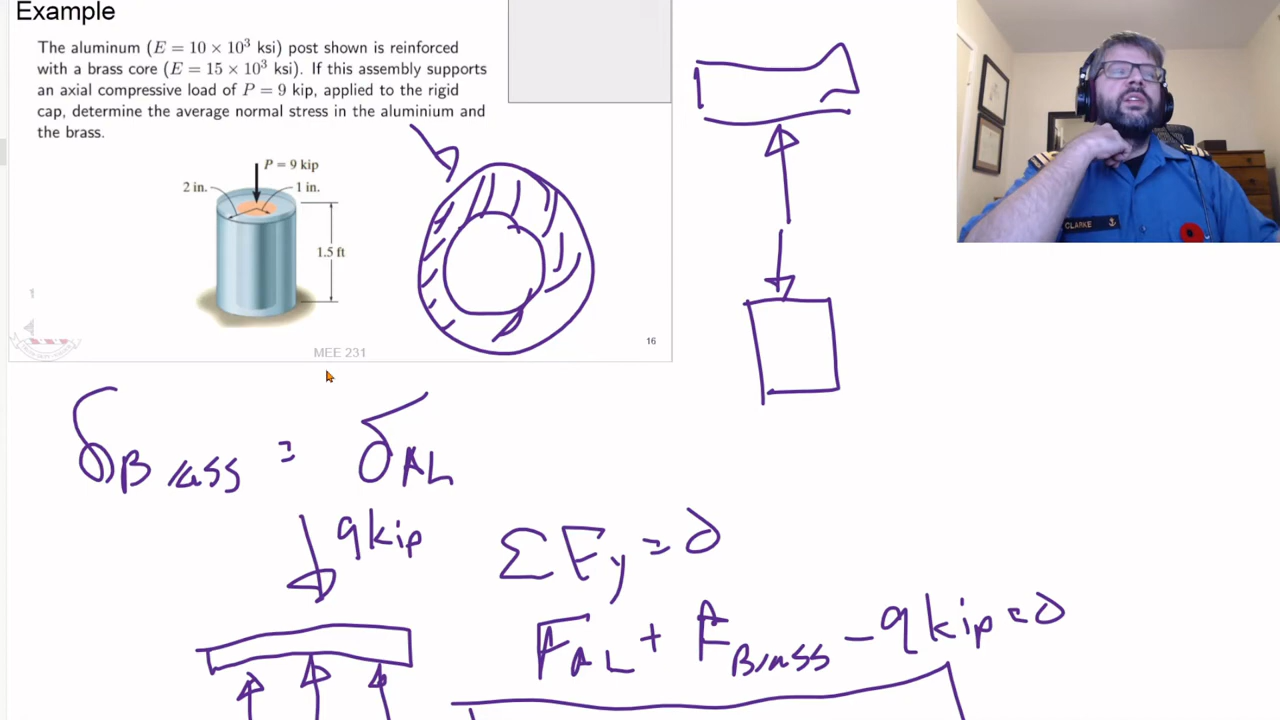 Example
The aluminum (E = 10 × 10³ ksi) post shown is reinforced
with a brass core (E = 15 × 10³ ksi). If this assembly supports
an axial compressive load of P = 9 kip, applied to the rigid
cap, determine the average normal stress in the aluminium and
the brass.
P = 9 kip
2 in.
1 in.
1.5 ft
MEE 231
16
CLARKE
δBrass = δAL
9kip
ΣFy=0
FAL + FBrass - 9kip=0